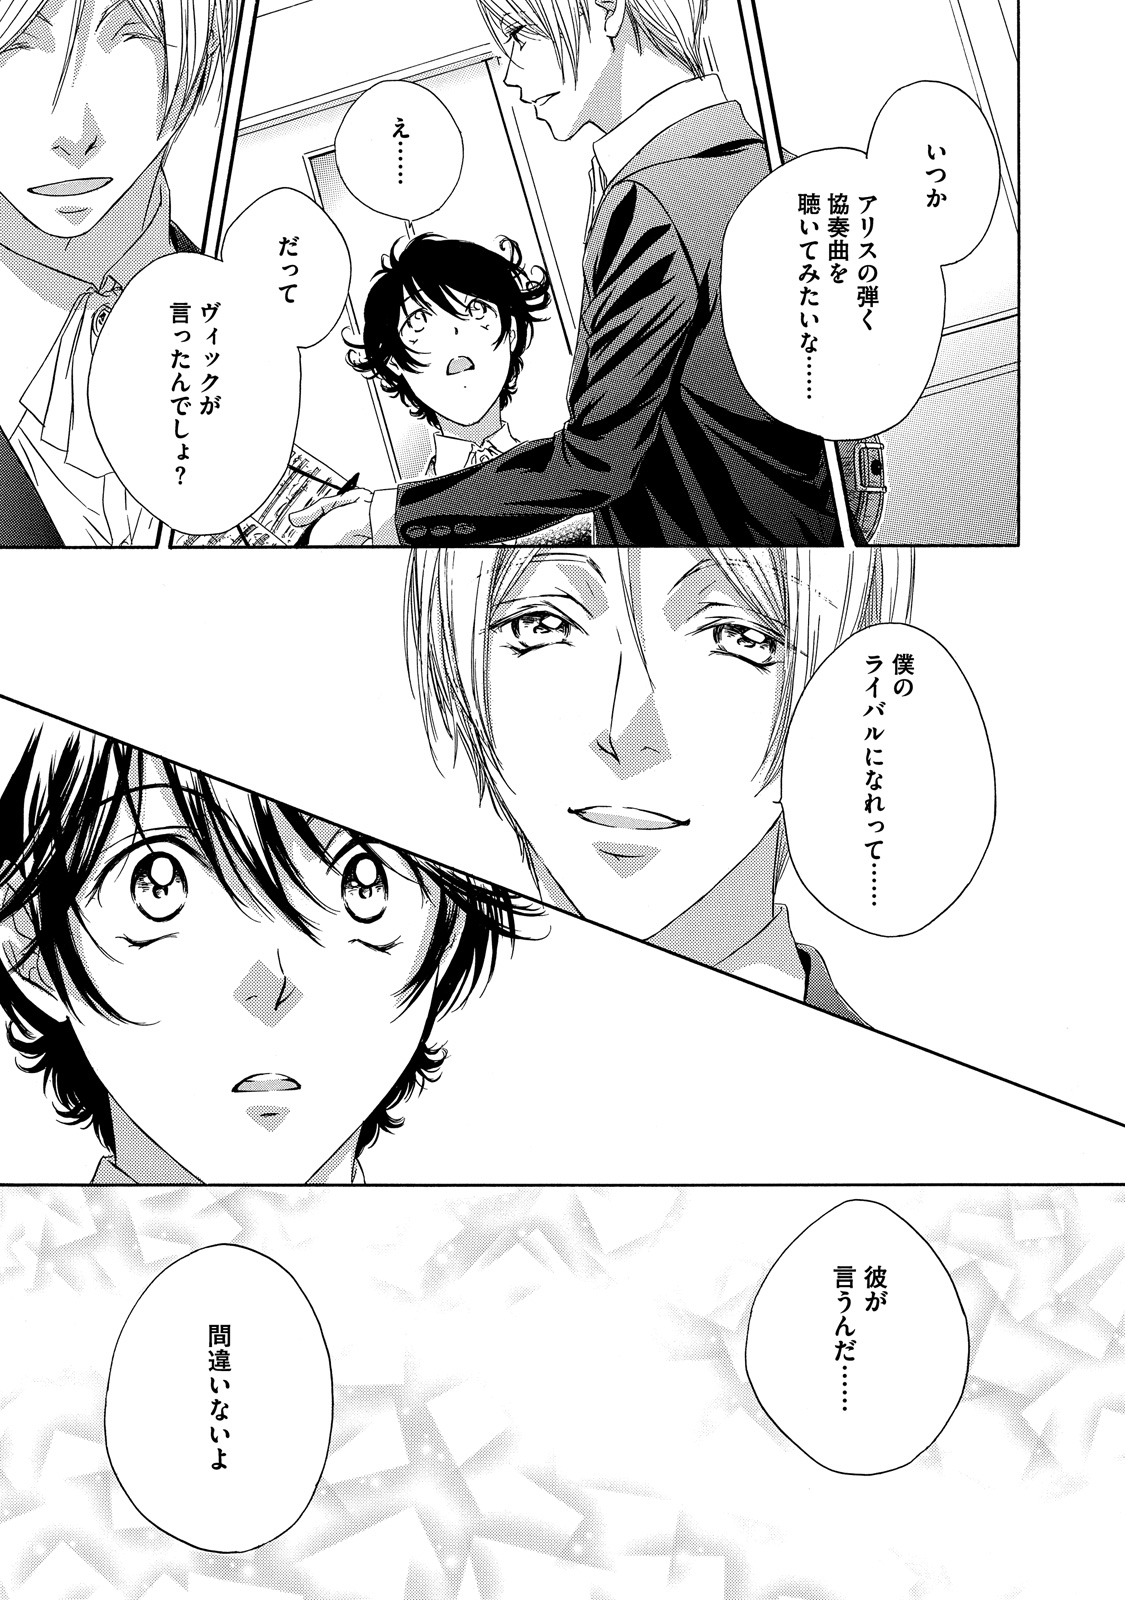 いつか
アリスの弾く
協奏曲を
聴いてみたいな……
え……
だって
ヴィックが
言ったんでしょ？
僕の
ライバルになれって……
彼が
言うんだ……
間違いないよ